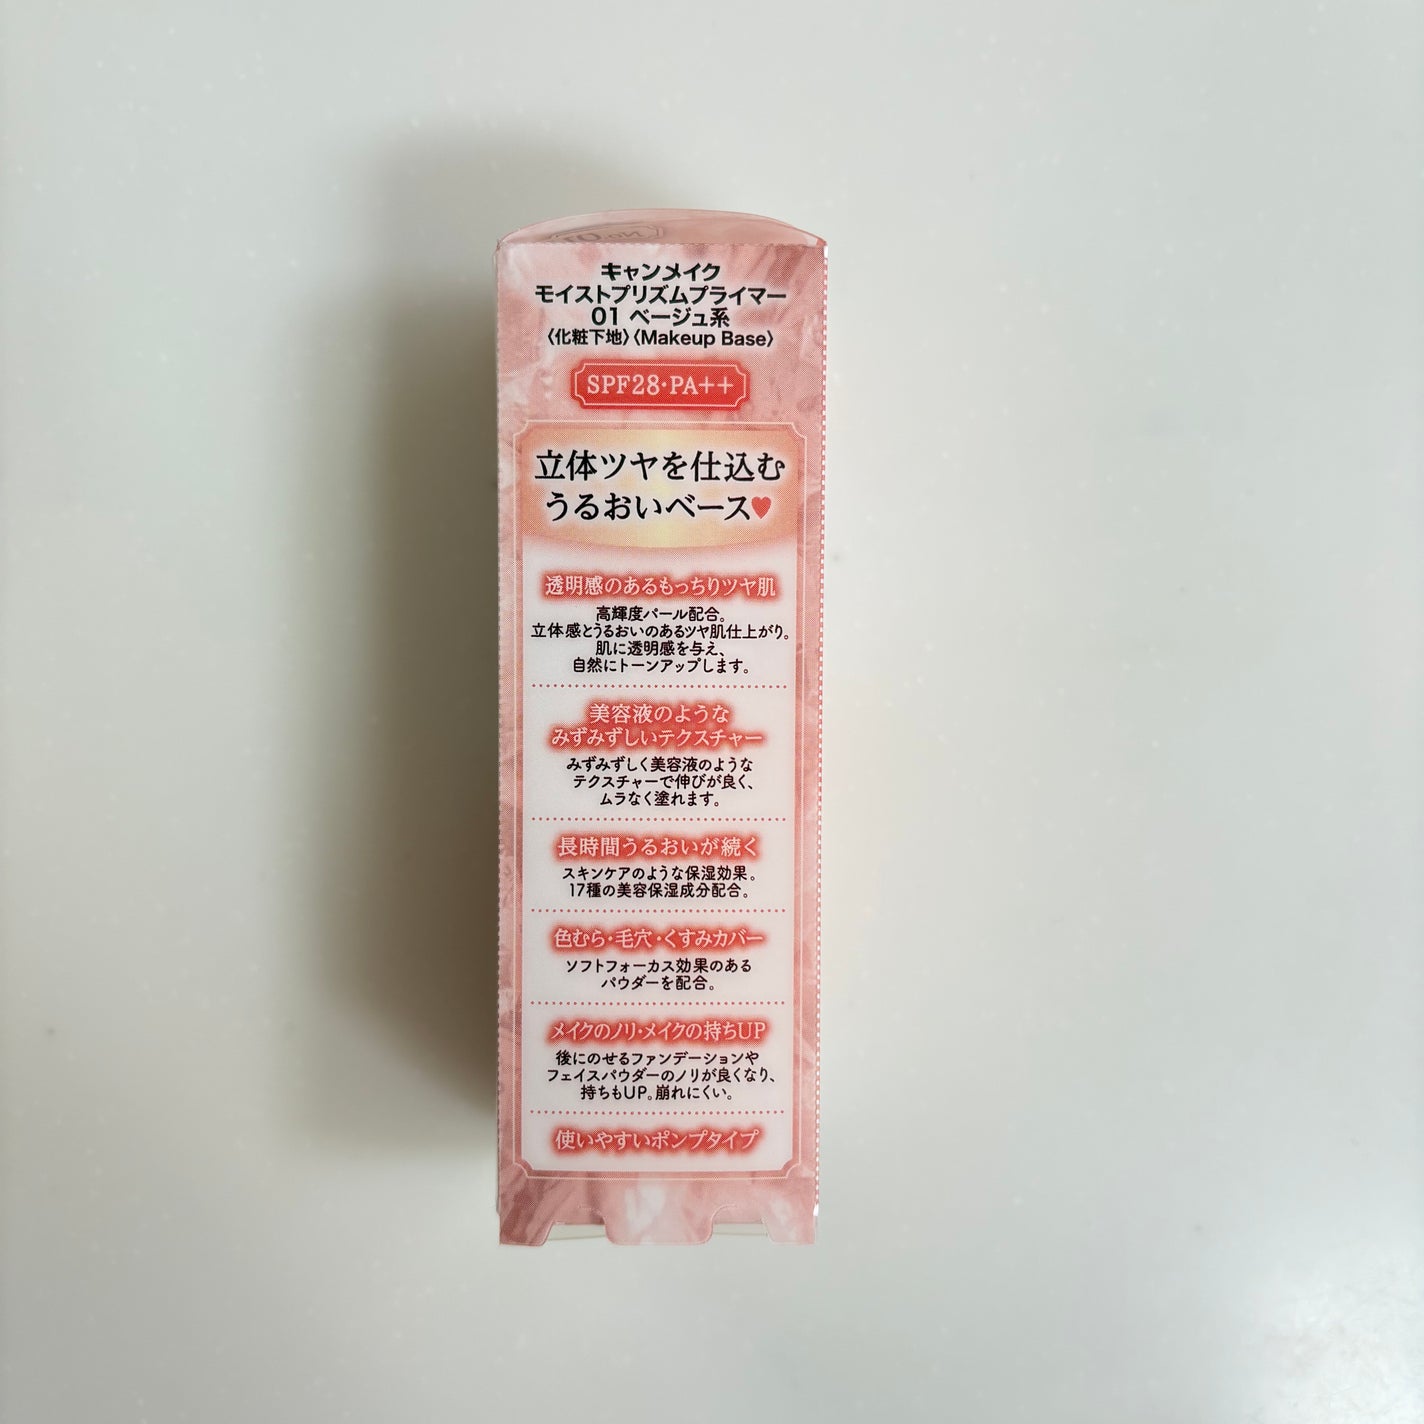 No.01
キャンメイク
モイストプリズムプライマー
01 ベージュ系
〈化粧下地〉〈Makeup Base〉
SPF28・PA++
立体ツヤを仕込む
うるおいベース♥
透明感のあるもっちりツヤ肌
高輝度パール配合。
立体感とうるおいのあるツヤ肌仕上がり。
肌に透明感を与え、
自然にトーンアップします。
美容液のような
みずみずしいテクスチャー
みずみずしく美容液のような
テクスチャーで伸びが良く、
ムラなく塗れます。
長時間うるおいが続く
スキンケアのような保湿効果。
17種の美容保湿成分配合。
色むら・毛穴・くすみカバー
ソフトフォーカス効果のある
パウダーを配合。
メイクのノリ・メイクの持ちUP
後にのせるファンデーションや
フェイスパウダーのノリが良くなり、
持ちもUP。崩れにくい。
使いやすいポンプタイプ